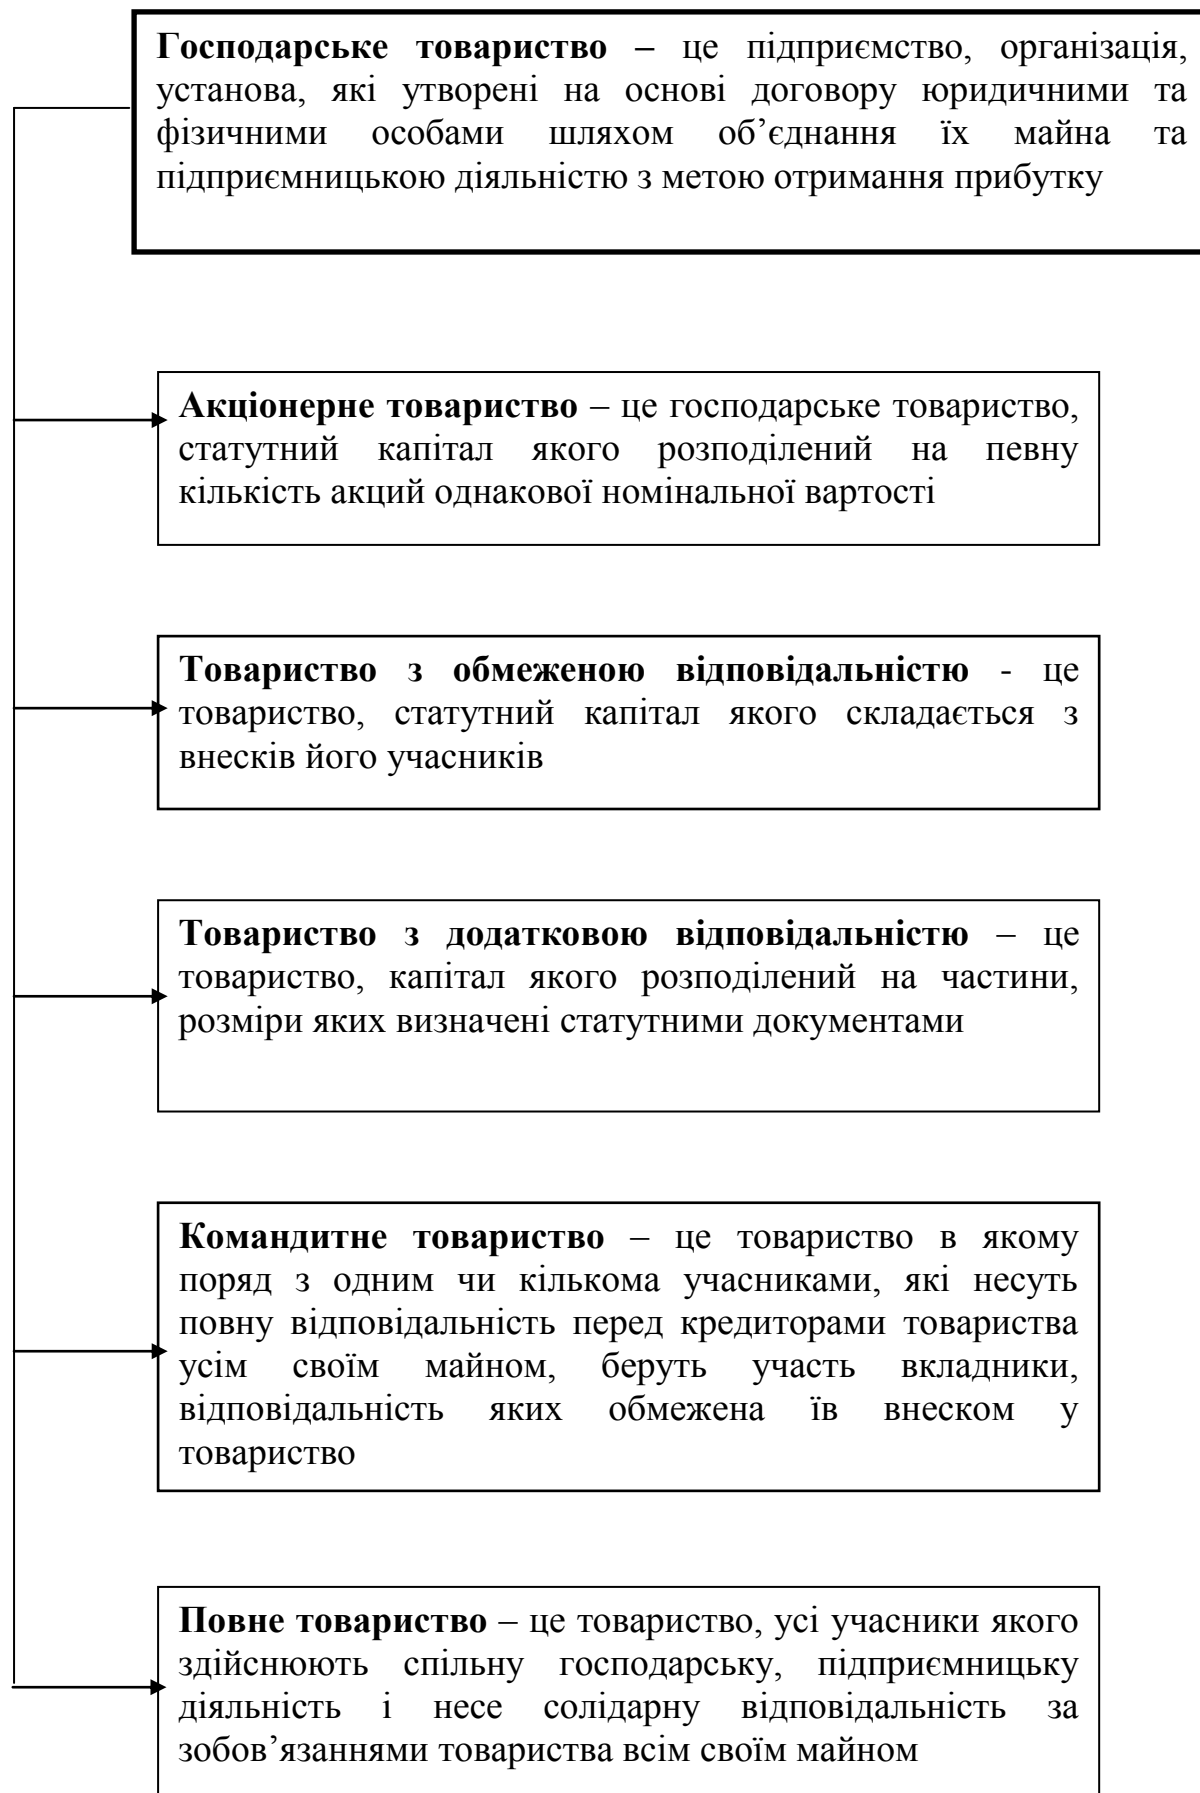 Господарське товариство – це підприємство, організація,
установа, які утворені на основі договору юридичними та
фізичними особами шляхом об’єднання їх майна та
підприємницькою діяльністю з метою отримання прибутку
Акціонерне товариство – це господарське товариство,
статутний капітал якого розподілений на певну
кількість акций однакової номінальної вартості
Товариство з обмеженою відповідальністю - це
товариство, статутний капітал якого складається з
внесків його учасників
Товариство з додатковою відповідальністю – це
товариство, капітал якого розподілений на частини,
розміри яких визначені статутними документами
Командитне товариство – це товариство в якому
поряд з одним чи кількома учасниками, які несуть
повну відповідальність перед кредиторами товариства
усім своїм майном, беруть участь вкладники,
відповідальність яких обмежена їв внеском у
товариство
Повне товариство – це товариство, усі учасники якого
здійснюють спільну господарську, підприємницьку
діяльність і несе солідарну відповідальність за
зобов’язаннями товариства всім своїм майном